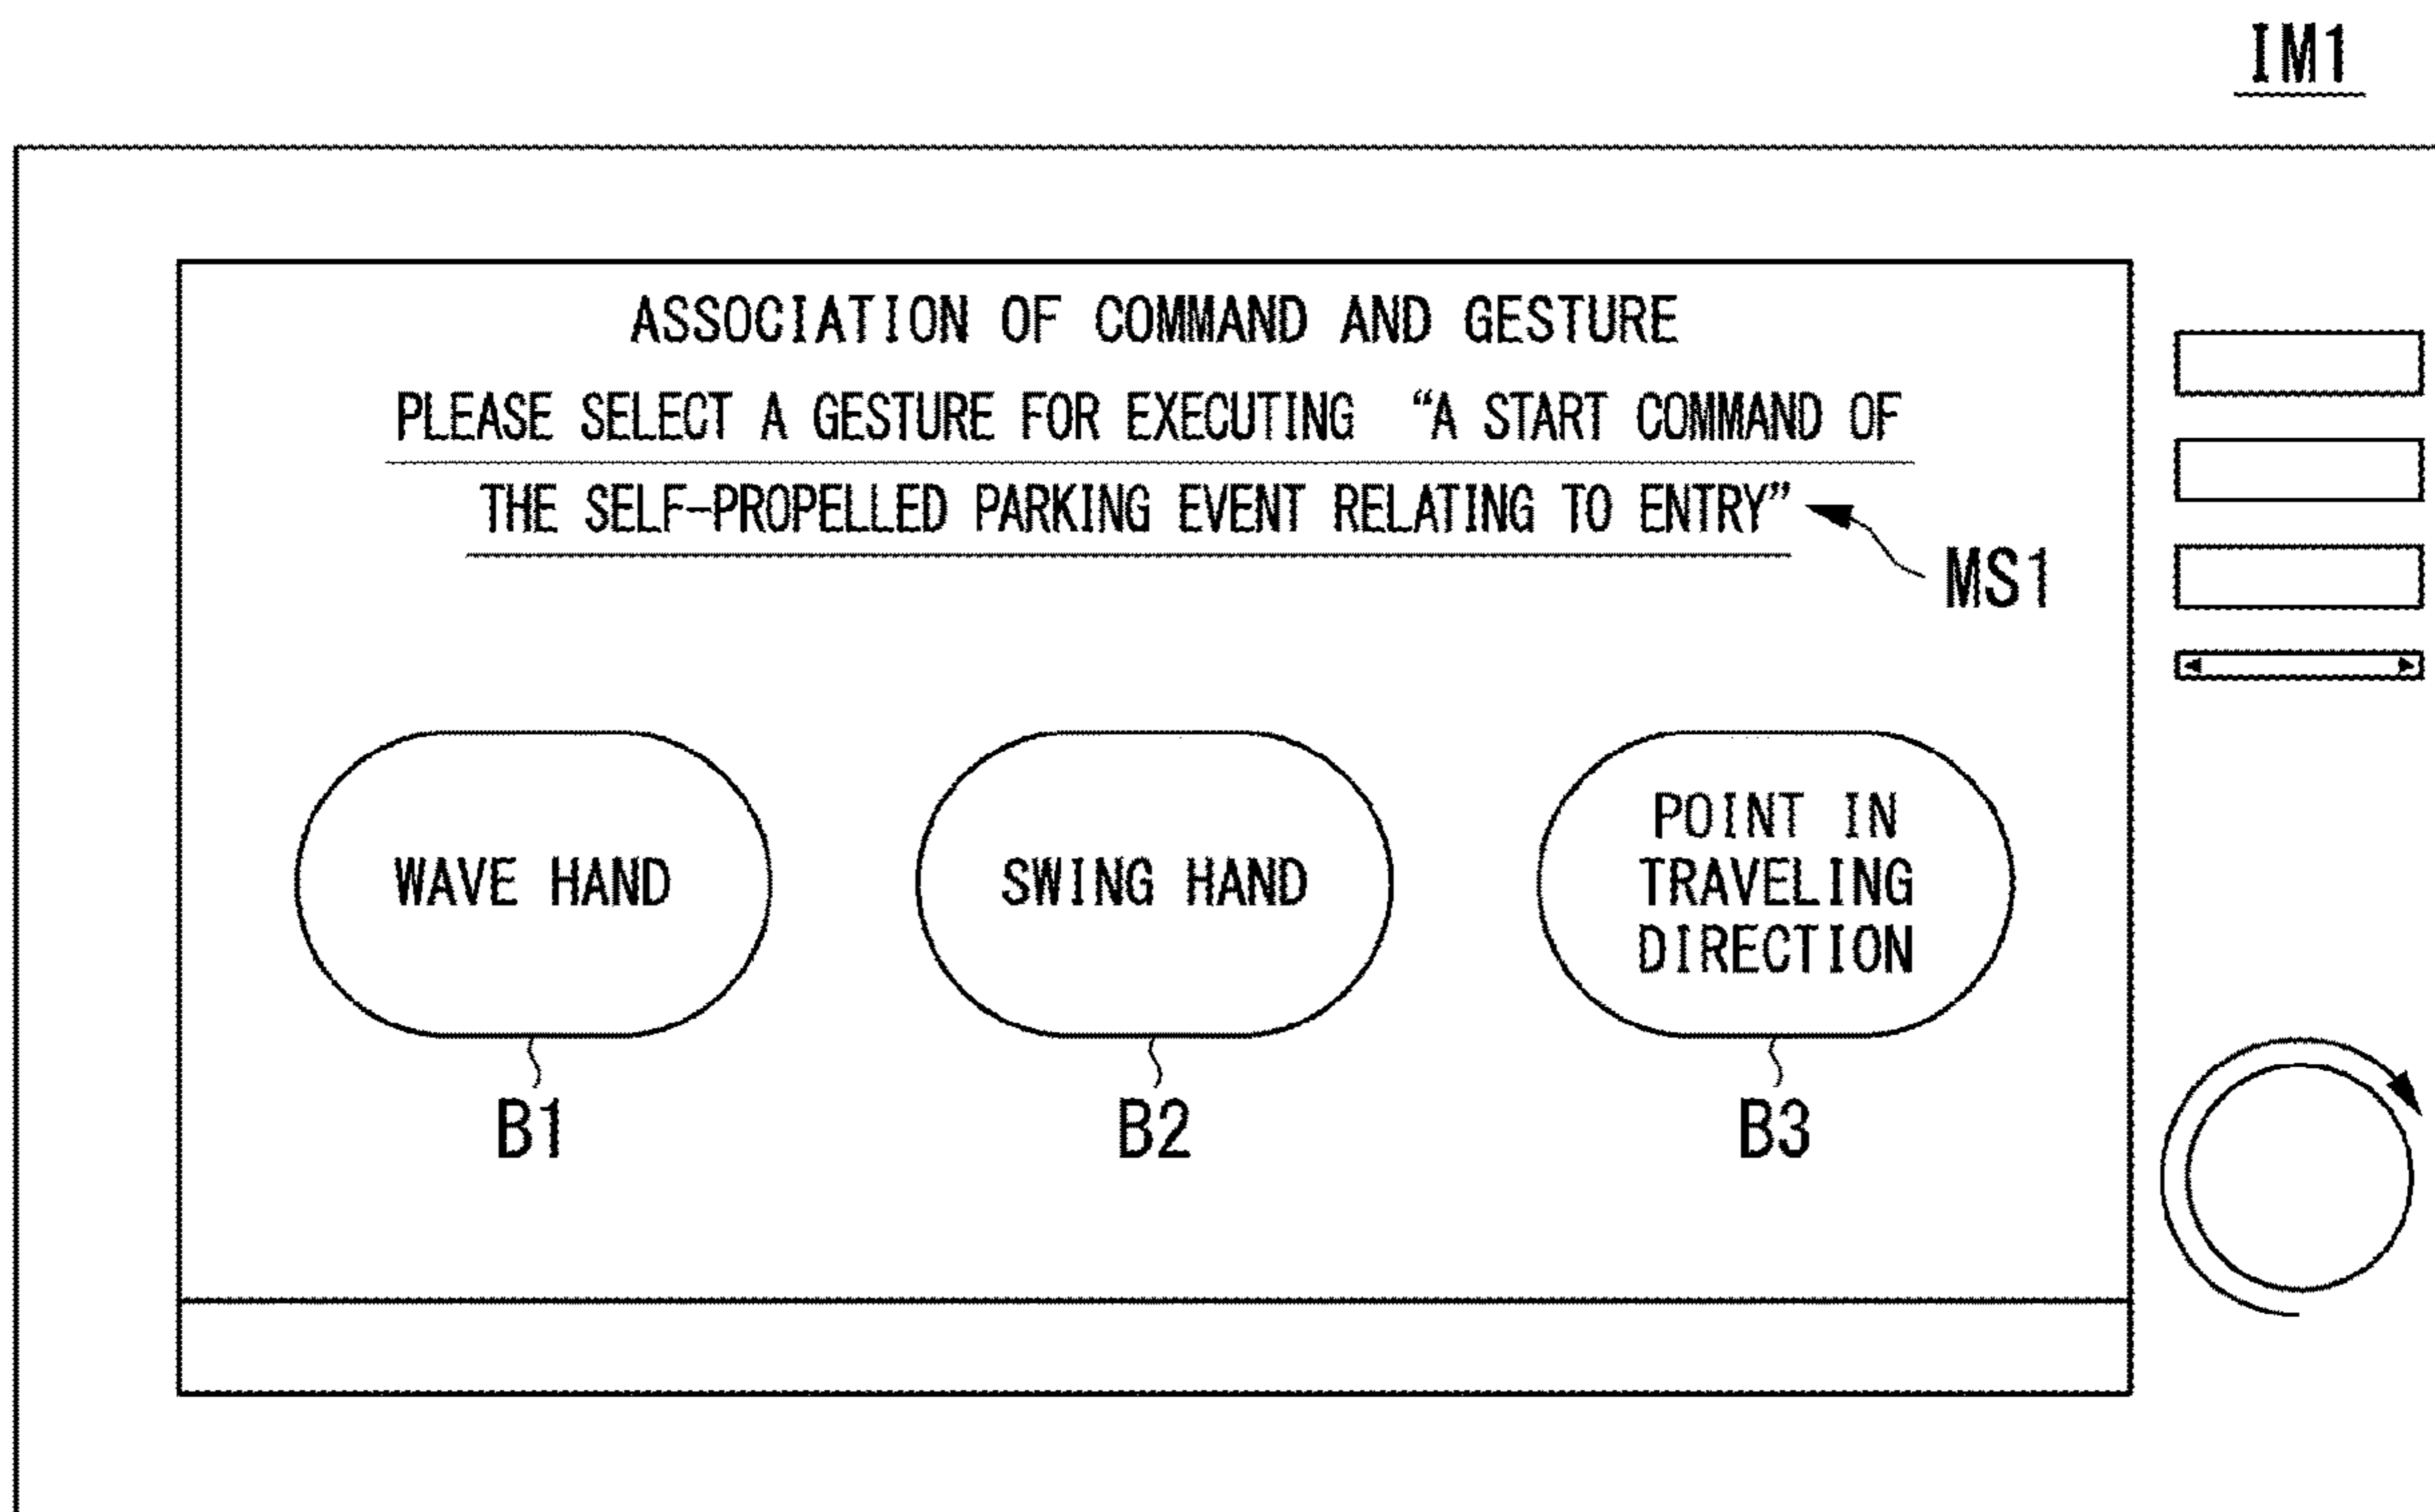 IM1
ASSOCIATION OF COMMAND AND GESTURE
PLEASE SELECT A GESTURE FOR EXECUTING “A START COMMAND OF
THE SELF-PROPELLED PARKING EVENT RELATING TO ENTRY”
MS1
WAVE HAND
SWING HAND
POINT IN
TRAVELING
DIRECTION
B1
B2
B3